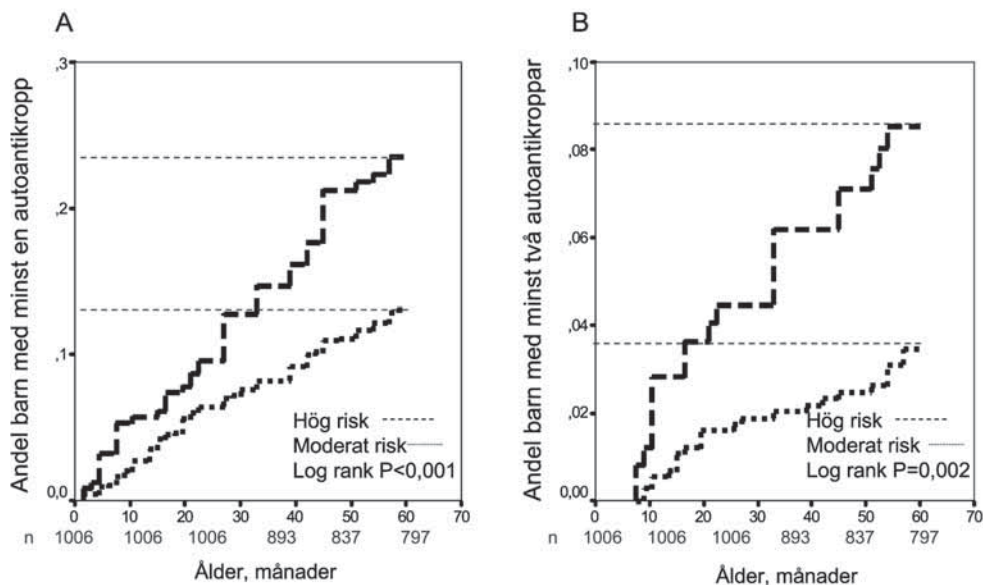 A
Andel barn med minst en autoantikropp
,3
,2
,1
0,0
Hög risk
Moderat risk
Log rank P<0,001
0 10 20 30 40 50 60 70
n 1006 1006 1006 893 837 797
Ålder, månader
B
Andel barn med minst två autoantikroppar
,10
,08
,06
,04
,02
0,00
Hög risk
Moderat risk
Log rank P=0,002
0 10 20 30 40 50 60 70
n 1006 1006 1006 893 837 797
Ålder, månader